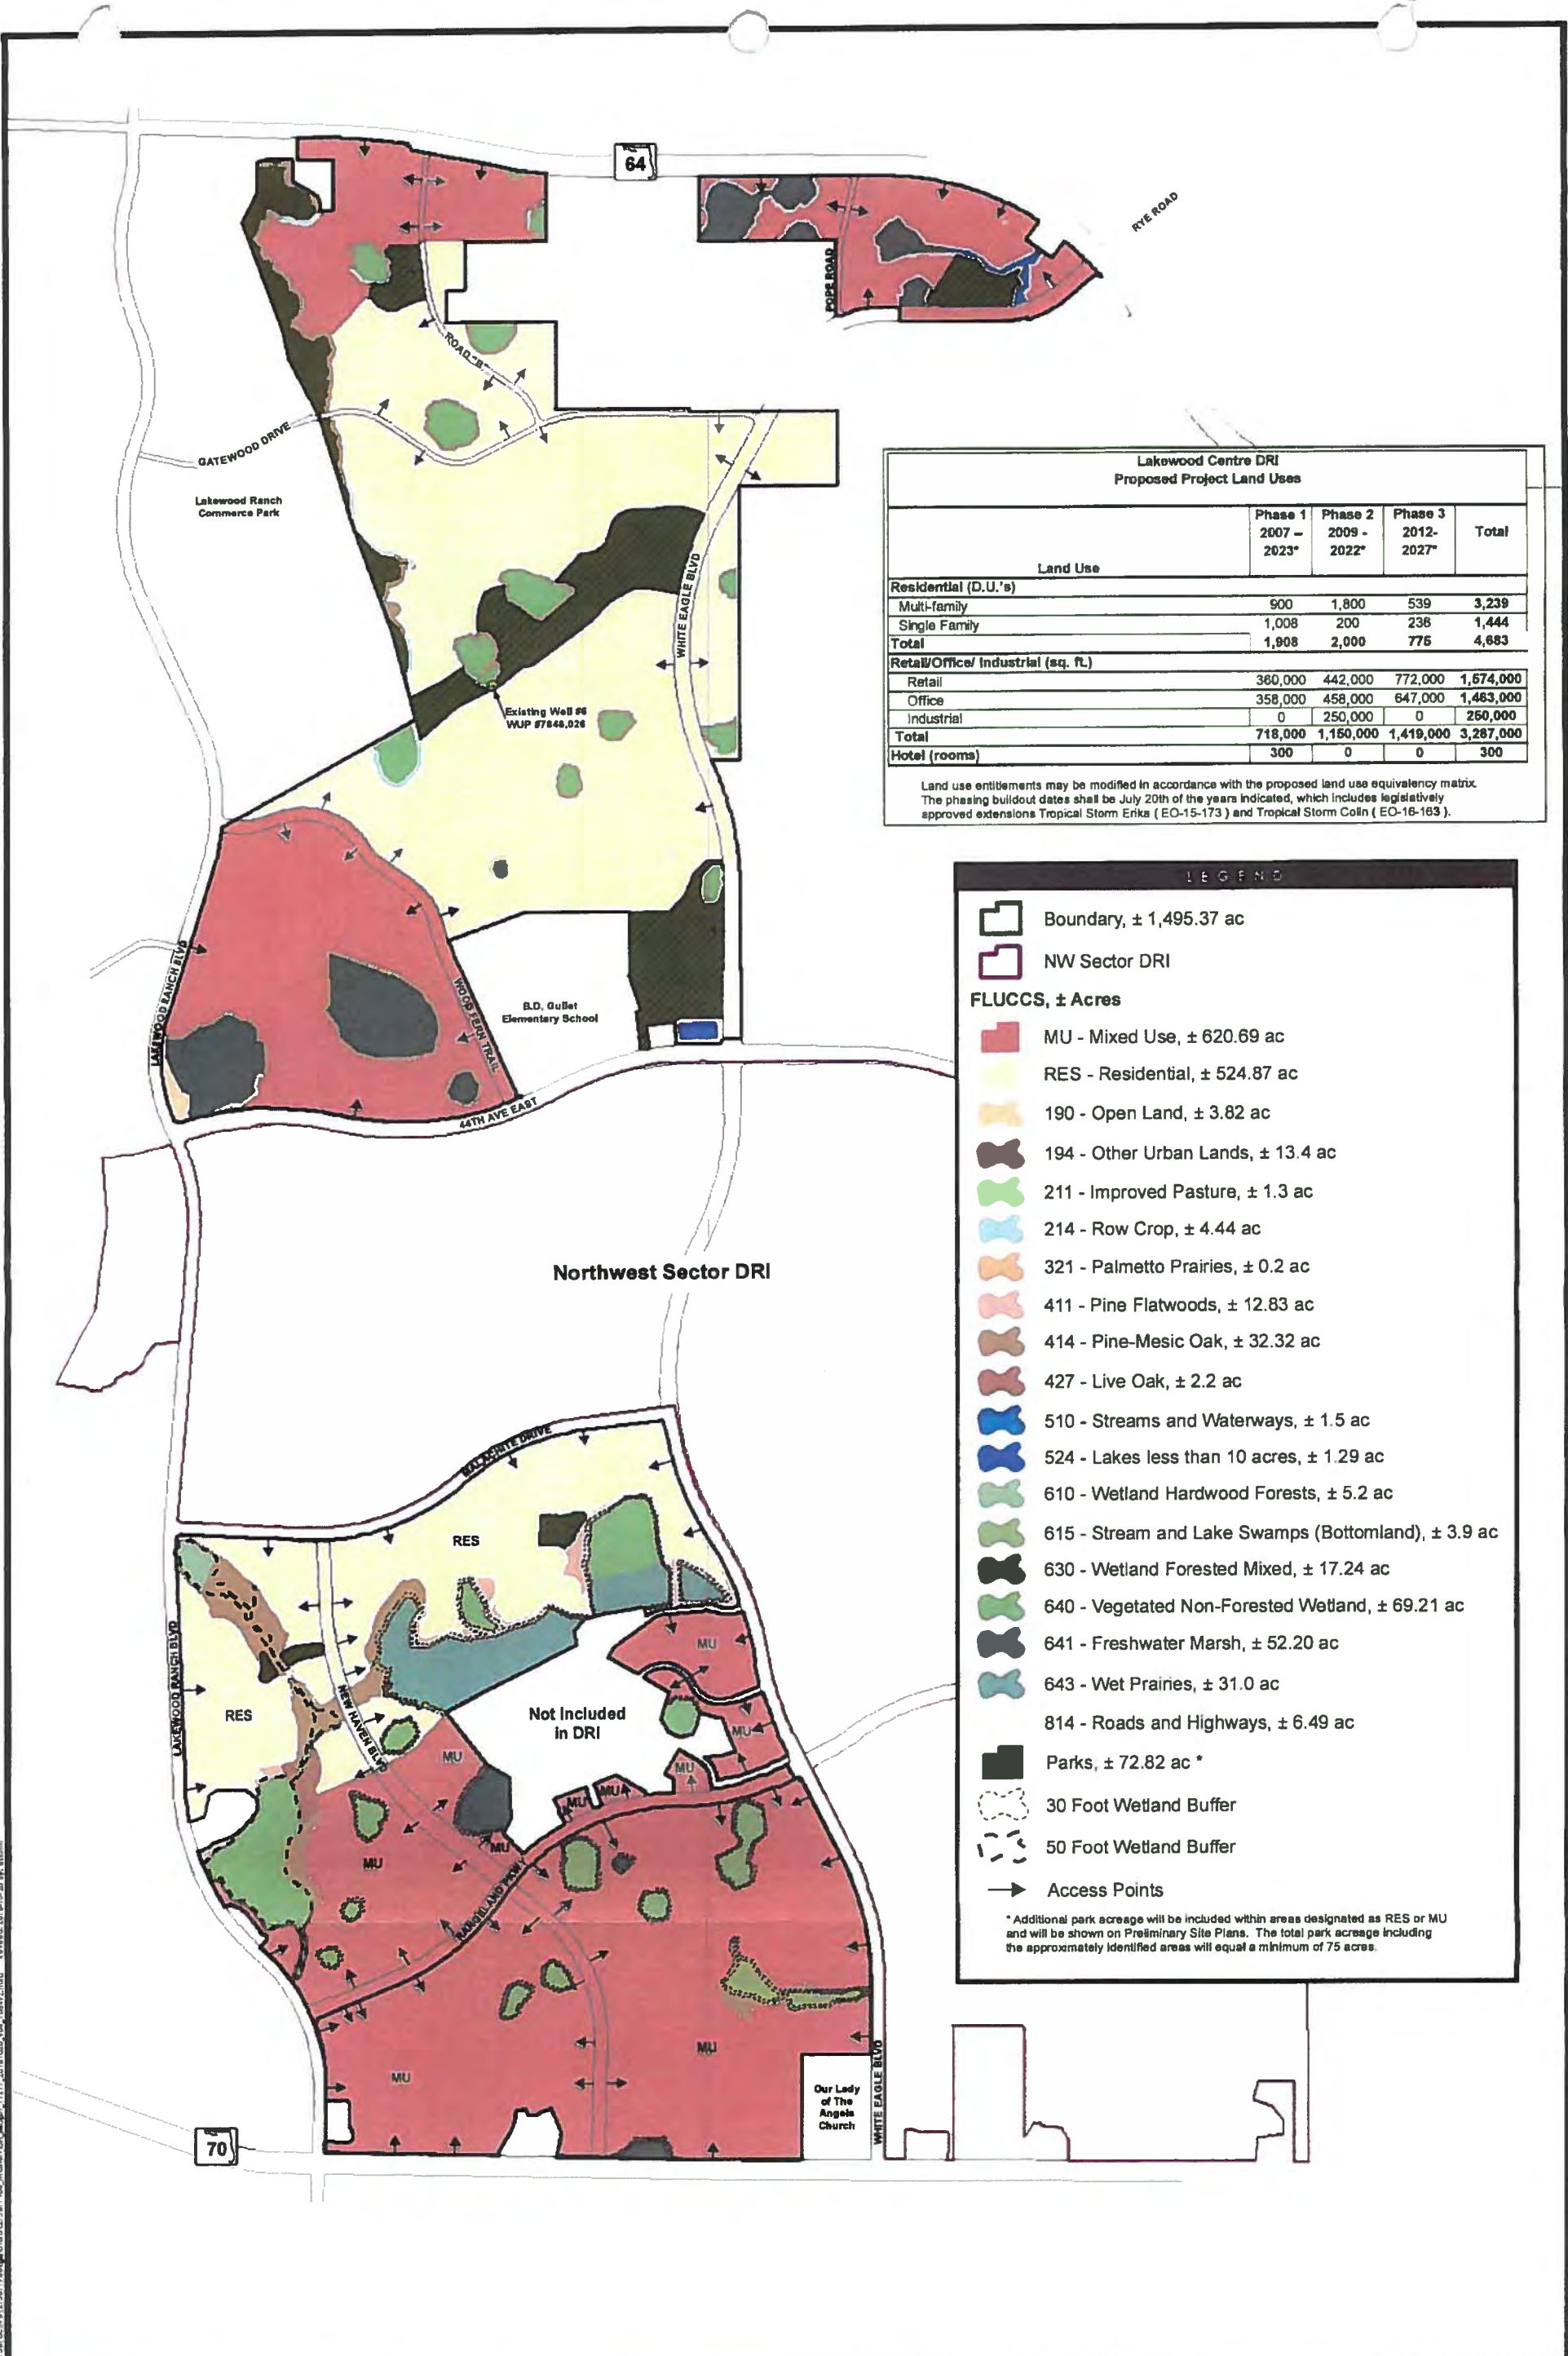 64
RYE ROAD
POPE ROAD
ROAD "B"
GATEWOOD DRIVE
Lakewood Ranch
Commerce Park
WHITE EAGLE BLVD
Existing Well #6
LAKEWOOD RANCH BLVD
WOOD FERN TRAIL
B.D. Gullet
Elementary School
44TH AVE EAST
Lakewood Centre DRI
Proposed Project Land Uses
Land Use Phase 1 2007 – 2023* Phase 2 2009 - 2022* Phase 3 2012- 2027* Total
Residential (D.U.'s)
Multi-family 900 1,800 539 3,239
Single Family 1,008 200 236 1,444
Total 1,908 2,000 775 4,683
Retail/Office/ Industrial (sq. ft.)
Retail 360,000 442,000 772,000 1,574,000
Office 358,000 458,000 647,000 1,463,000
Industrial 0 250,000 0 250,000
Total 718,000 1,150,000 1,419,000 3,287,000
Hotel (rooms) 300 0 0 300
Land use entitlements may be modified in accordance with the proposed land use equivalency matrix.
The phasing buildout dates shall be July 20th of the years indicated, which includes legislatively
approved extensions Tropical Storm Erika ( EO-15-173 ) and Tropical Storm Colin ( EO-16-163 ).
LEGEND
Boundary, ± 1,495.37 ac
NW Sector DRI
FLUCCS, ± Acres
MU - Mixed Use, ± 620.69 ac
RES - Residential, ± 524.87 ac
190 - Open Land, ± 3.82 ac
194 - Other Urban Lands, ± 13.4 ac
211 - Improved Pasture, ± 1.3 ac
214 - Row Crop, ± 4.44 ac
321 - Palmetto Prairies, ± 0.2 ac
411 - Pine Flatwoods, ± 12.83 ac
414 - Pine-Mesic Oak, ± 32.32 ac
427 - Live Oak, ± 2.2 ac
510 - Streams and Waterways, ± 1.5 ac
524 - Lakes less than 10 acres, ± 1.29 ac
610 - Wetland Hardwood Forests, ± 5.2 ac
615 - Stream and Lake Swamps (Bottomland), ± 3.9 ac
630 - Wetland Forested Mixed, ± 17.24 ac
640 - Vegetated Non-Forested Wetland, ± 69.21 ac
641 - Freshwater Marsh, ± 52.20 ac
643 - Wet Prairies, ± 31.0 ac
814 - Roads and Highways, ± 6.49 ac
Parks, ± 72.82 ac *
30 Foot Wetland Buffer
50 Foot Wetland Buffer
Access Points
* Additional park acreage will be included within areas designated as RES or MU
and will be shown on Preliminary Site Plans. The total park acreage including
the approximately identified areas will equal a minimum of 75 acres.
Northwest Sector DRI
MALACHITE DRIVE
RES
LAKEWOOD RANCH BLVD
RES
NEW HAVEN BLVD
Not Included
in DRI
MU
MU
MU
MU
MU
MU
MU
MU
RANGELAND PKWY
MU
MU
Our Lady
of The
Angels
Church
WHITE EAGLE BLVD
70